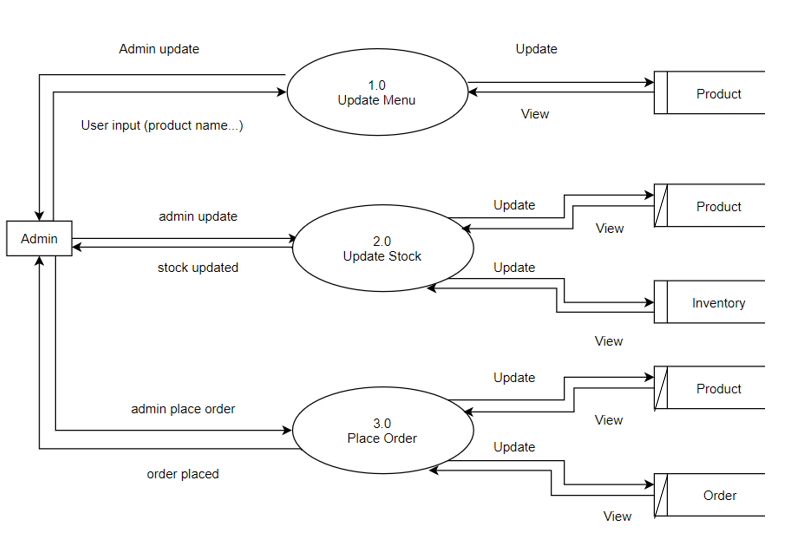 Admin update
Update
1.0
Update Menu
Product
View
User input (product name...)
admin update
Update
Product
View
Admin
2.0
Update Stock
stock updated
Update
Inventory
View
Update
Product
admin place order
View
3.0
Place Order
Update
order placed
Order
View